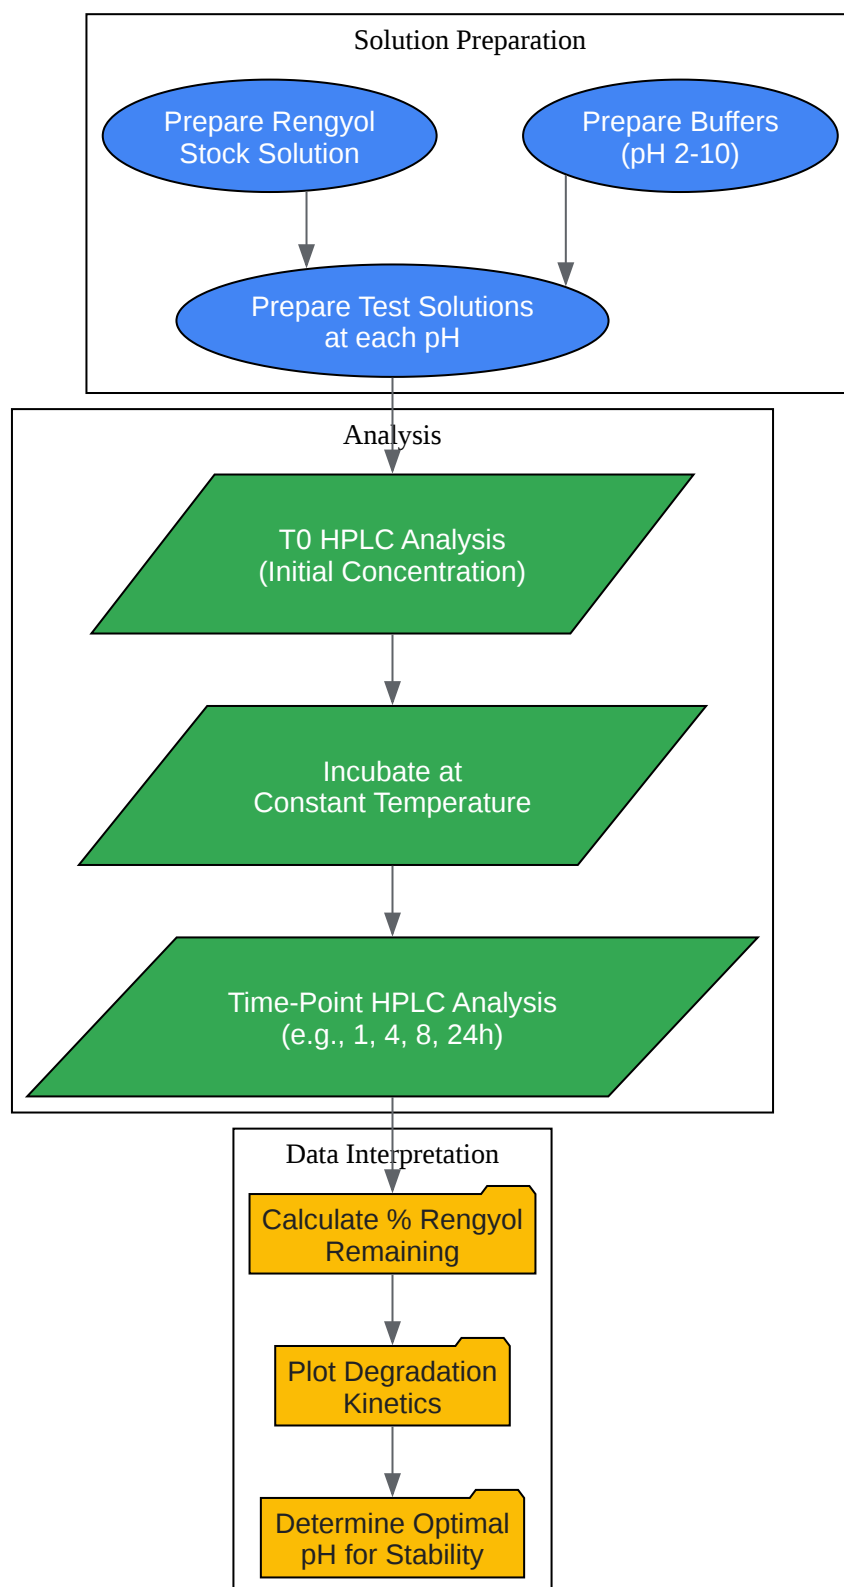 Solution Preparation
Prepare Rengyol
Stock Solution
Prepare Buffers
(pH 2-10)
Prepare Test Solutions
at each pH
Analysis
T0 HPLC Analysis
(Initial Concentration)
Incubate at
Constant Temperature
Time-Point HPLC Analysis
(e.g., 1, 4, 8, 24h)
Data Interpretation
Calculate % Rengyol
Remaining
Plot Degradation
Kinetics
Determine Optimal
pH for Stability